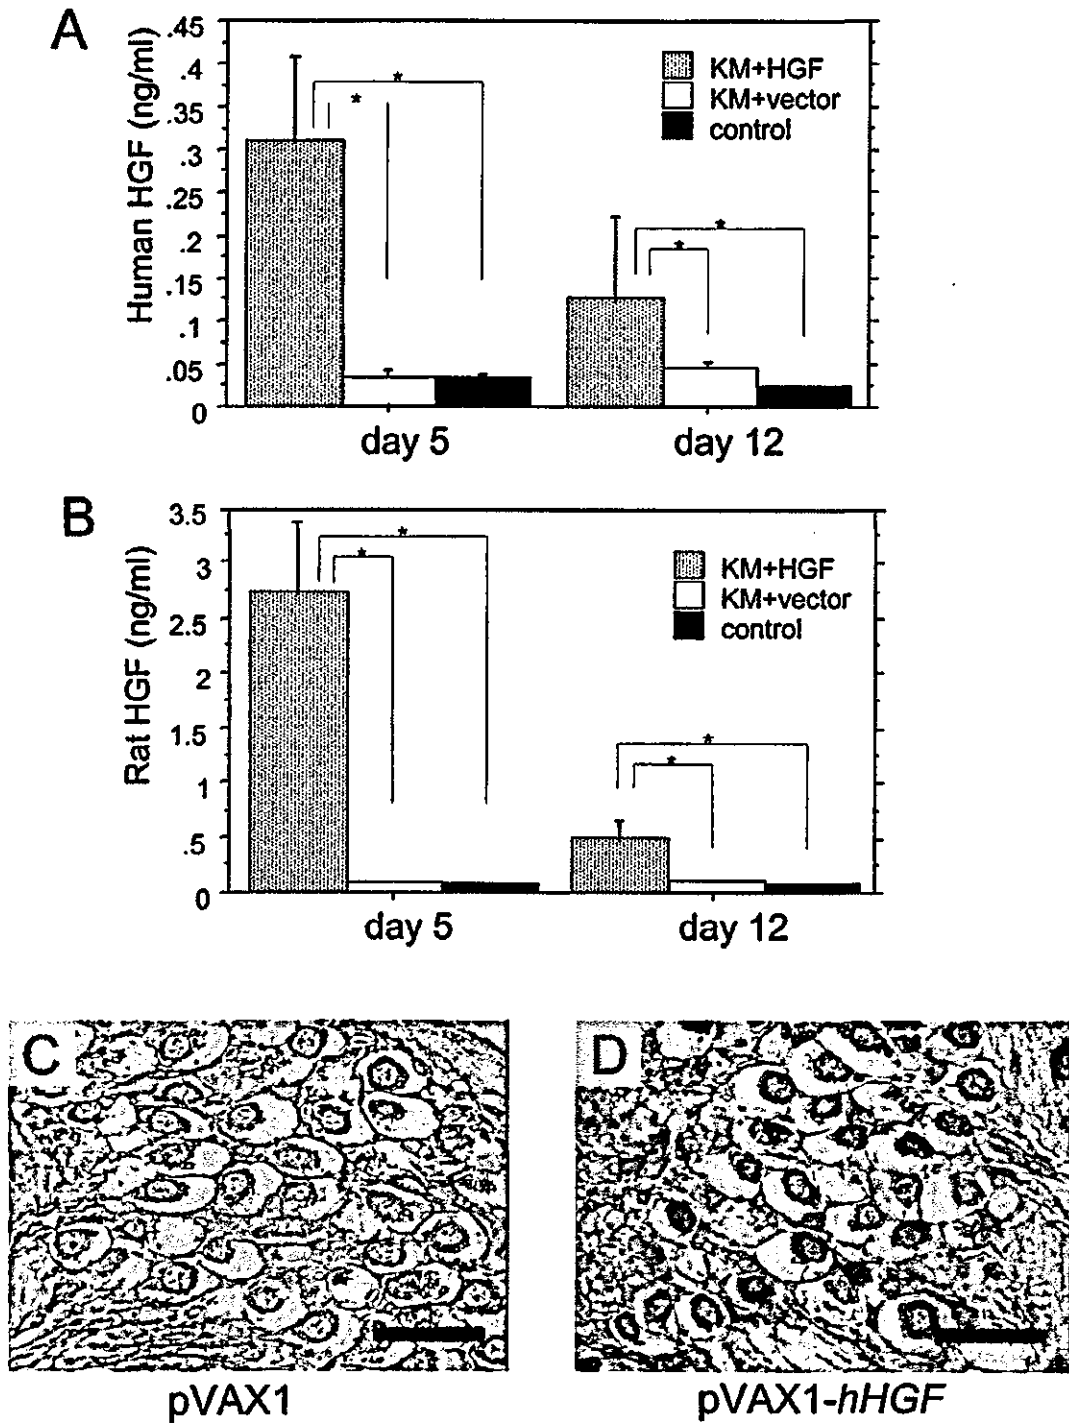 A
Human HGF (ng/ml)
.45
.4
.35
.3
.25
.2
.15
.1
.05
0
*
*
*
*
KM+HGF
KM+vector
control
day 5
day 12
B
Rat HGF (ng/ml)
3.5
3
2.5
2
1.5
1
.5
0
*
*
*
*
KM+HGF
KM+vector
control
day 5
day 12
C
D
pVAX1
pVAX1-hHGF